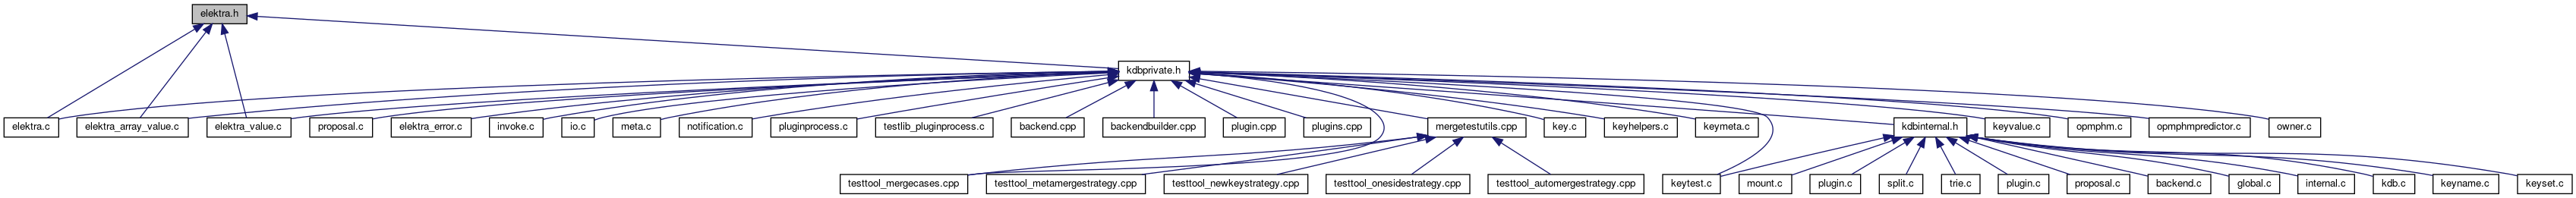 elektra.h
kdbprivate.h
elektra.c
elektra_array_value.c
elektra_value.c
proposal.c
elektra_error.c
invoke.c
io.c
meta.c
notification.c
pluginprocess.c
testlib_pluginprocess.c
backend.cpp
backendbuilder.cpp
plugin.cpp
plugins.cpp
mergetestutils.cpp
key.c
keyhelpers.c
keymeta.c
kdbinternal.h
keyvalue.c
opmphm.c
opmphmpredictor.c
owner.c
testtool_mergecases.cpp
testtool_metamergestrategy.cpp
testtool_newkeystrategy.cpp
testtool_onesidestrategy.cpp
testtool_automergestrategy.cpp
keytest.c
mount.c
plugin.c
split.c
trie.c
plugin.c
proposal.c
backend.c
global.c
internal.c
kdb.c
keyname.c
keyset.c